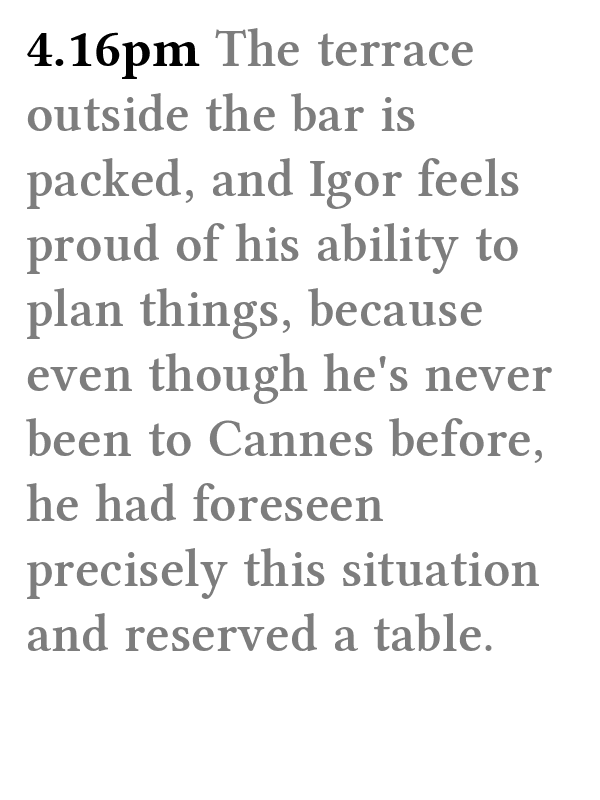 4.16pm The terrace
outside the bar is
packed, and Igor feels
proud of his ability to
plan things, because
even though he's never
been to Cannes before,
he had foreseen
precisely this situation
and reserved a table.